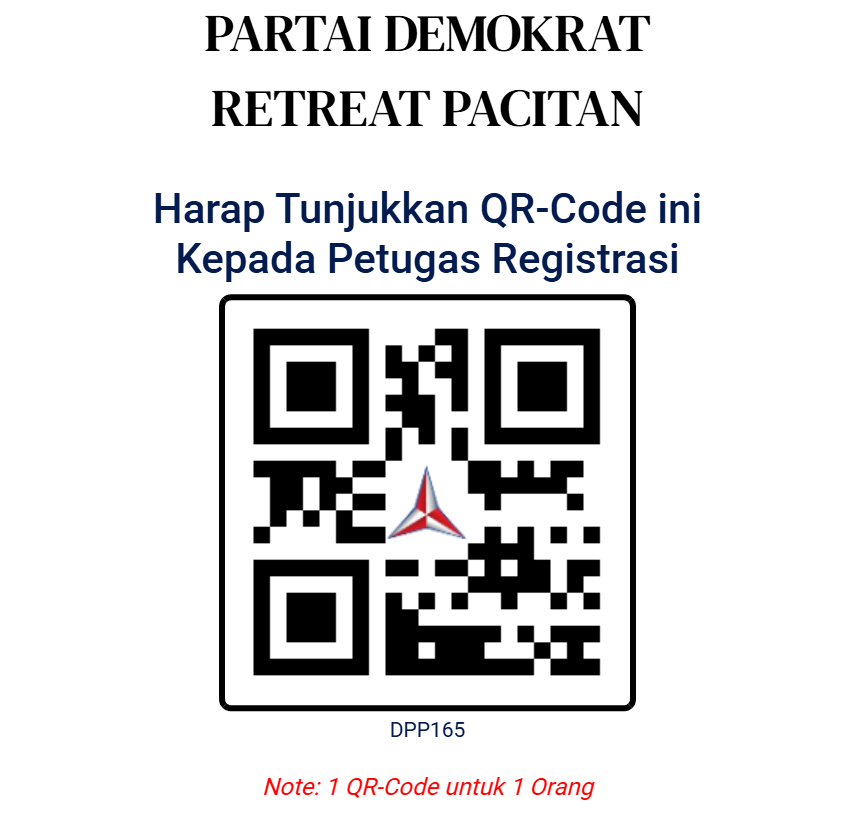 PARTAI DEMOKRAT
RETREAT PACITAN
Harap Tunjukkan QR-Code ini
Kepada Petugas Registrasi
DPP165
Note: 1 QR-Code untuk 1 Orang